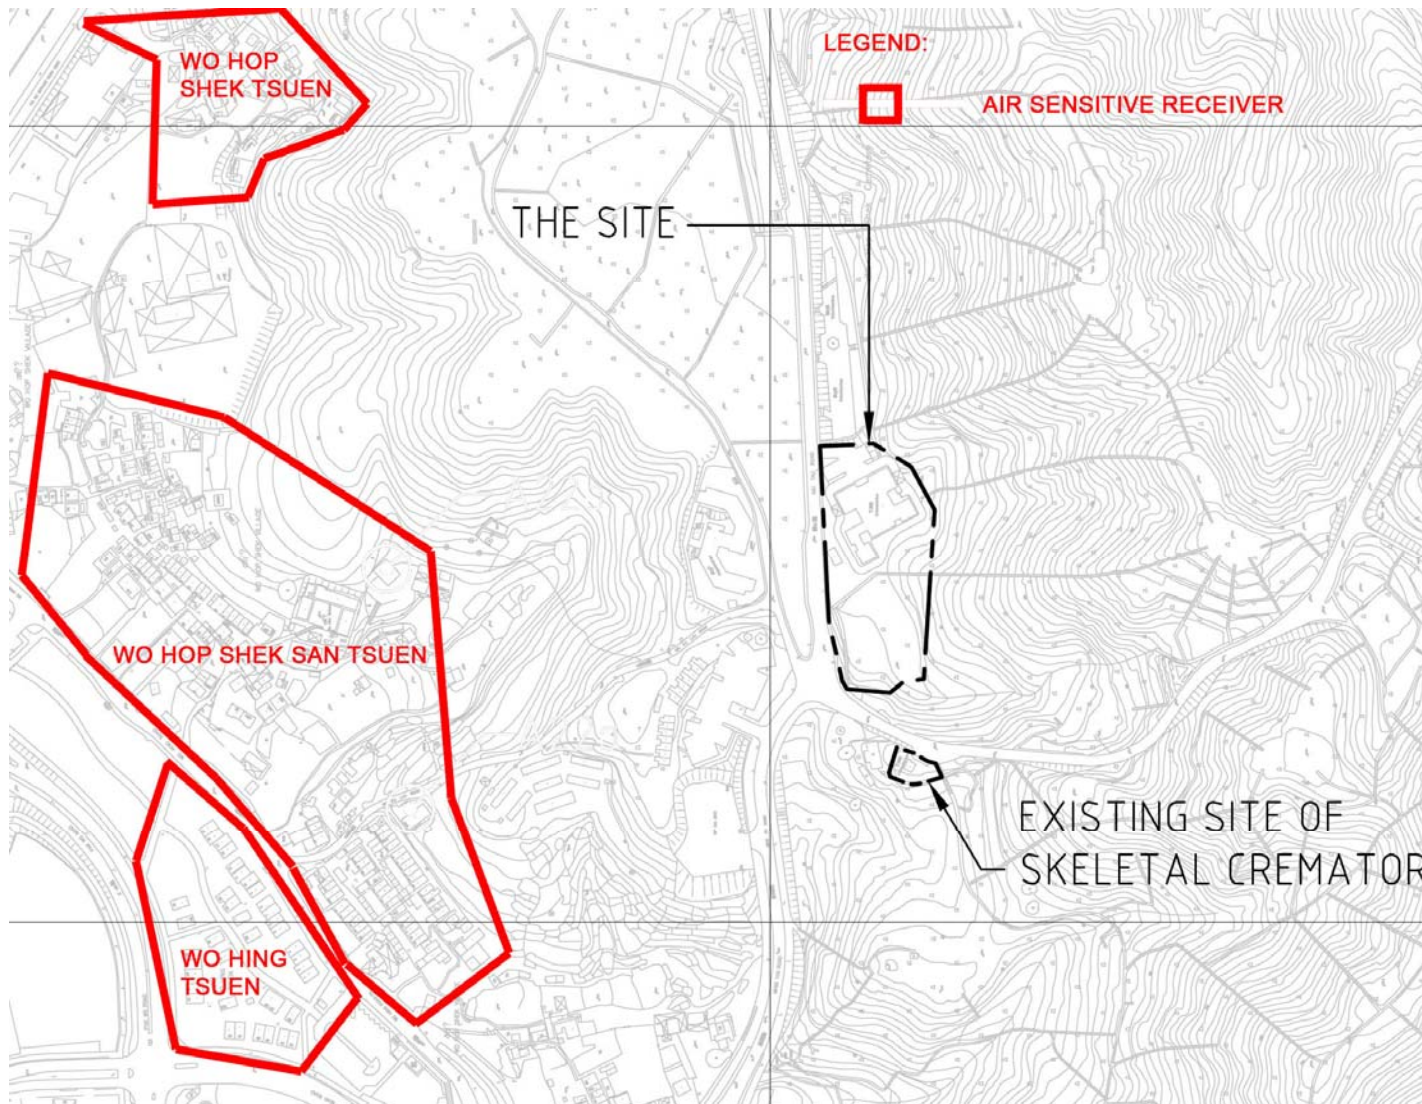 WO HOP
SHEK TSUEN
LEGEND:
AIR SENSITIVE RECEIVER
THE SITE
WO HOP SHEK SAN TSUEN
EXISTING SITE OF
SKELETAL CREMATOR
WO HING
TSUEN